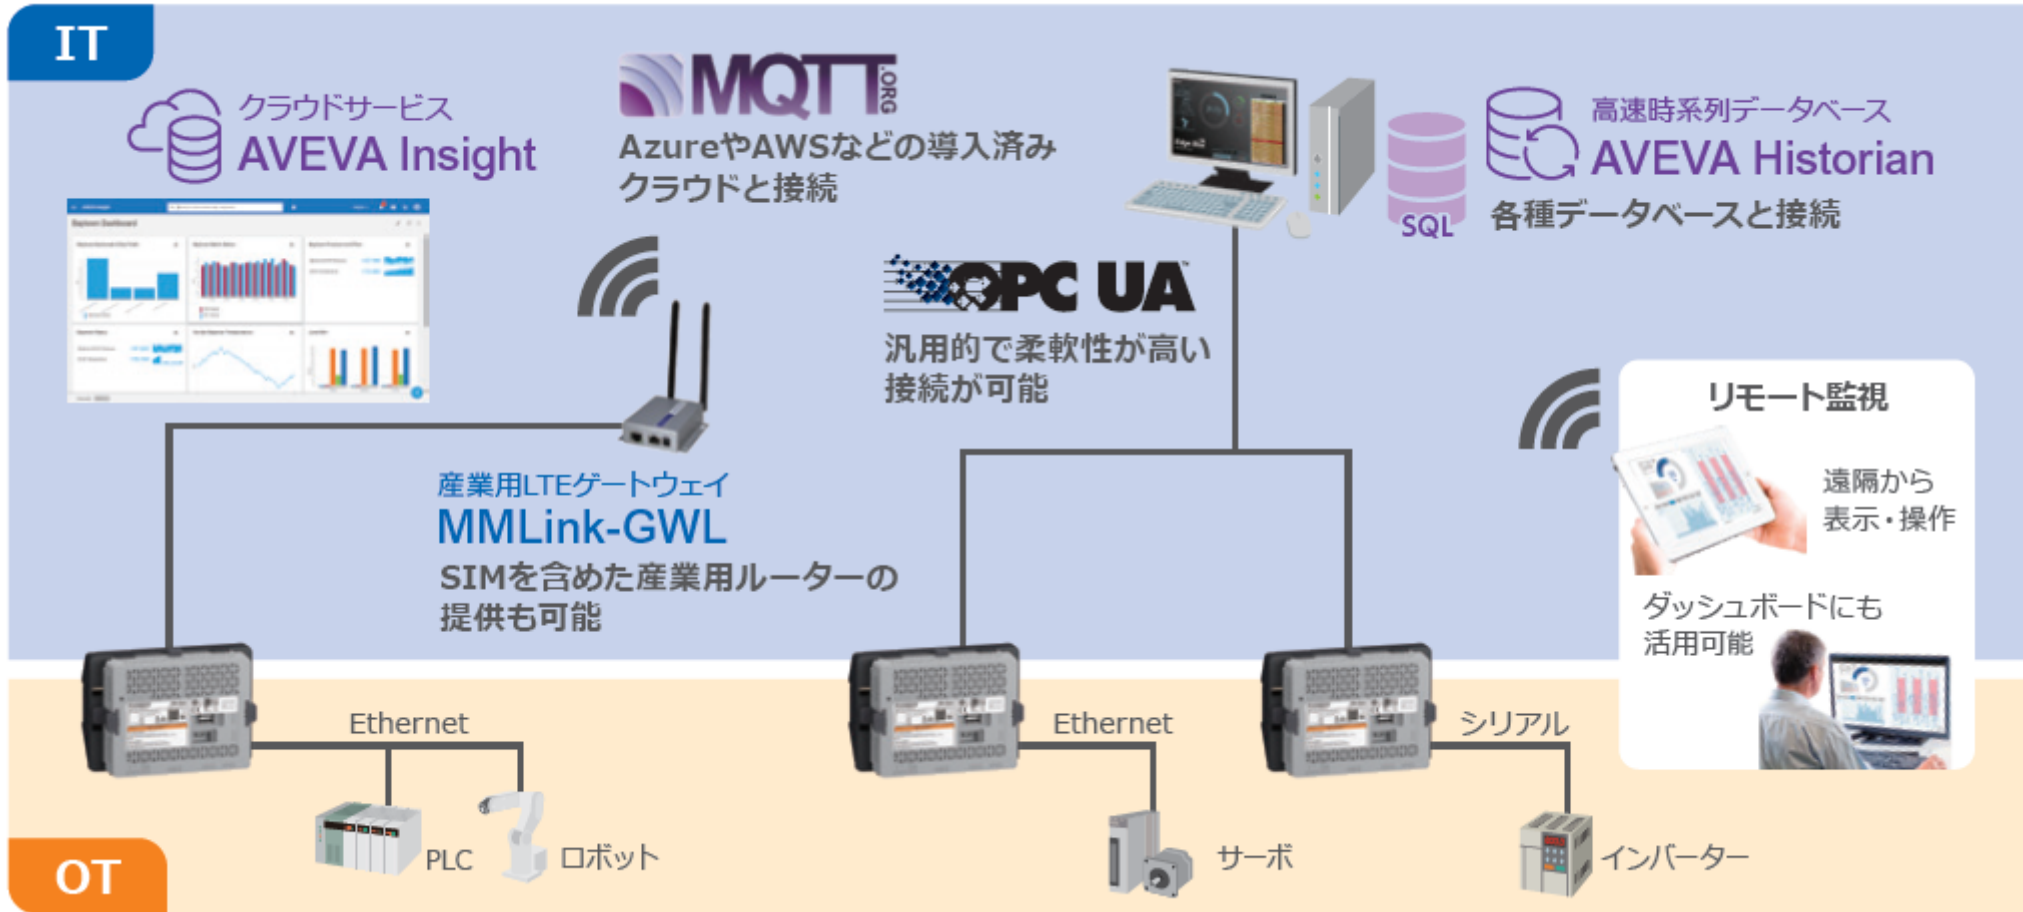 IT
クラウドサービス
AVEVA Insight
MQTT.ORG
AzureやAWSなどの導入済み
クラウドと接続
SQL
高速時系列データベース
AVEVA Historian
各種データベースと接続
OPC UA
汎用的で柔軟性が高い
接続が可能
産業用LTEゲートウェイ
MMLink-GWL
SIMを含めた産業用ルーターの
提供も可能
リモート監視
遠隔から
表示・操作
ダッシュボードにも
活用可能
Ethernet
PLC
ロボット
Ethernet
サーボ
シリアル
インバーター
OT